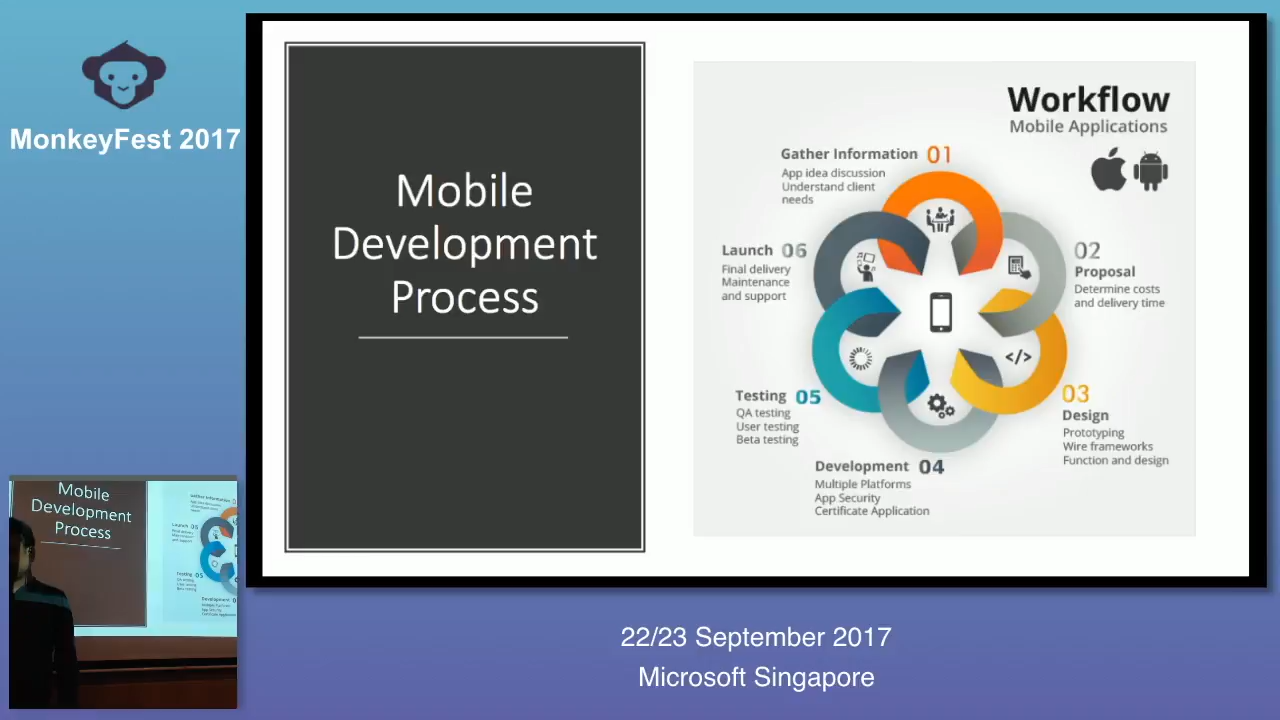 MonkeyFest 2017
Mobile
Development
Process
Workflow
Mobile Applications
Gather Information 01
App idea discussion
Understand client
needs
02
Proposal
Determine costs
and delivery time
</>
03
Design
Prototyping
Wire frameworks
Function and design
Development 04
Multiple Platforms
App Security
Certificate Application
Testing 05
QA testing
User testing
Beta testing
Launch 06
Final delivery
Maintenance
and support
Mobile
Development
Process
22/23 September 2017
Microsoft Singapore